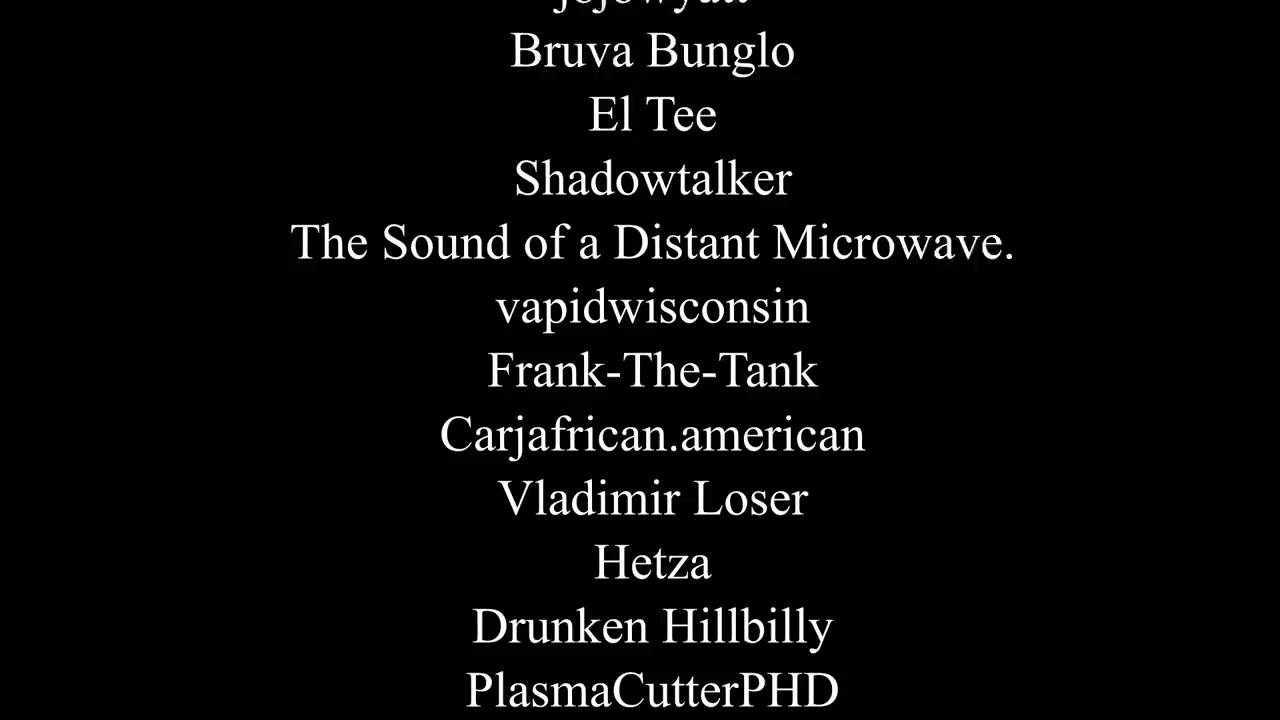 Bruva Bunglo
El Tee
Shadowtalker
The Sound of a Distant Microwave.
vapidwisconsin
Frank-The-Tank
Carjafrican.american
Vladimir Loser
Hetza
Drunken Hillbilly
PlasmaCutterPHD